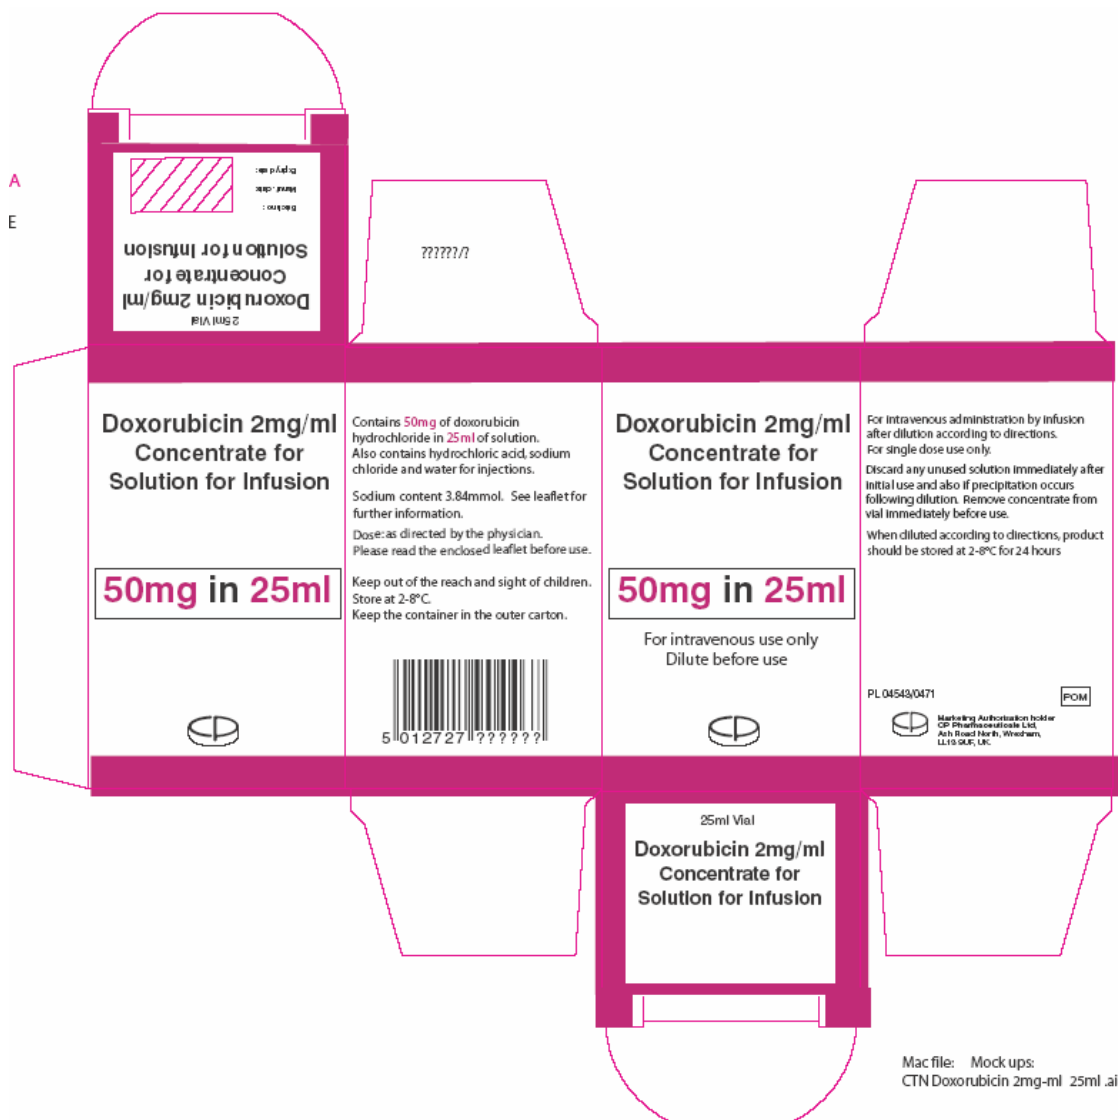 A
E
Expiry date:
Manuf. date:
Batch no :
Solution for Infusion
Concentrate for
Doxorubicin 2mg/ml
25ml Vial
??????/?
Doxorubicin 2mg/ml
Concentrate for
Solution for Infusion
50mg in 25ml
Contains 50mg of doxorubicin
hydrochloride in 25ml of solution.
Also contains hydrochloric acid, sodium
chloride and water for injections.
Sodium content 3.84mmol. See leaflet for
further information.
Dose: as directed by the physician.
Please read the enclosed leaflet before use.
Keep out of the reach and sight of children.
Store at 2-8°C.
Keep the container in the outer carton.
5 012727 ??????
Doxorubicin 2mg/ml
Concentrate for
Solution for Infusion
50mg in 25ml
For intravenous use only
Dilute before use
For intravenous administration by infusion
after dilution according to directions.
For single dose use only.
Discard any unused solution immediately after
initial use and also if precipitation occurs
following dilution. Remove concentrate from
vial immediately before use.
When diluted according to directions, product
should be stored at 2-8°C for 24 hours
PL 04543/0471
POM
Marketing Authorisation holder
CP Pharmaceuticals Ltd,
Ash Road North, Wrexham,
LL13 9UF, UK.
25ml Vial
Doxorubicin 2mg/ml
Concentrate for
Solution for Infusion
Mac file: Mock ups:
CTN Doxorubicin 2mg-ml 25ml .ai